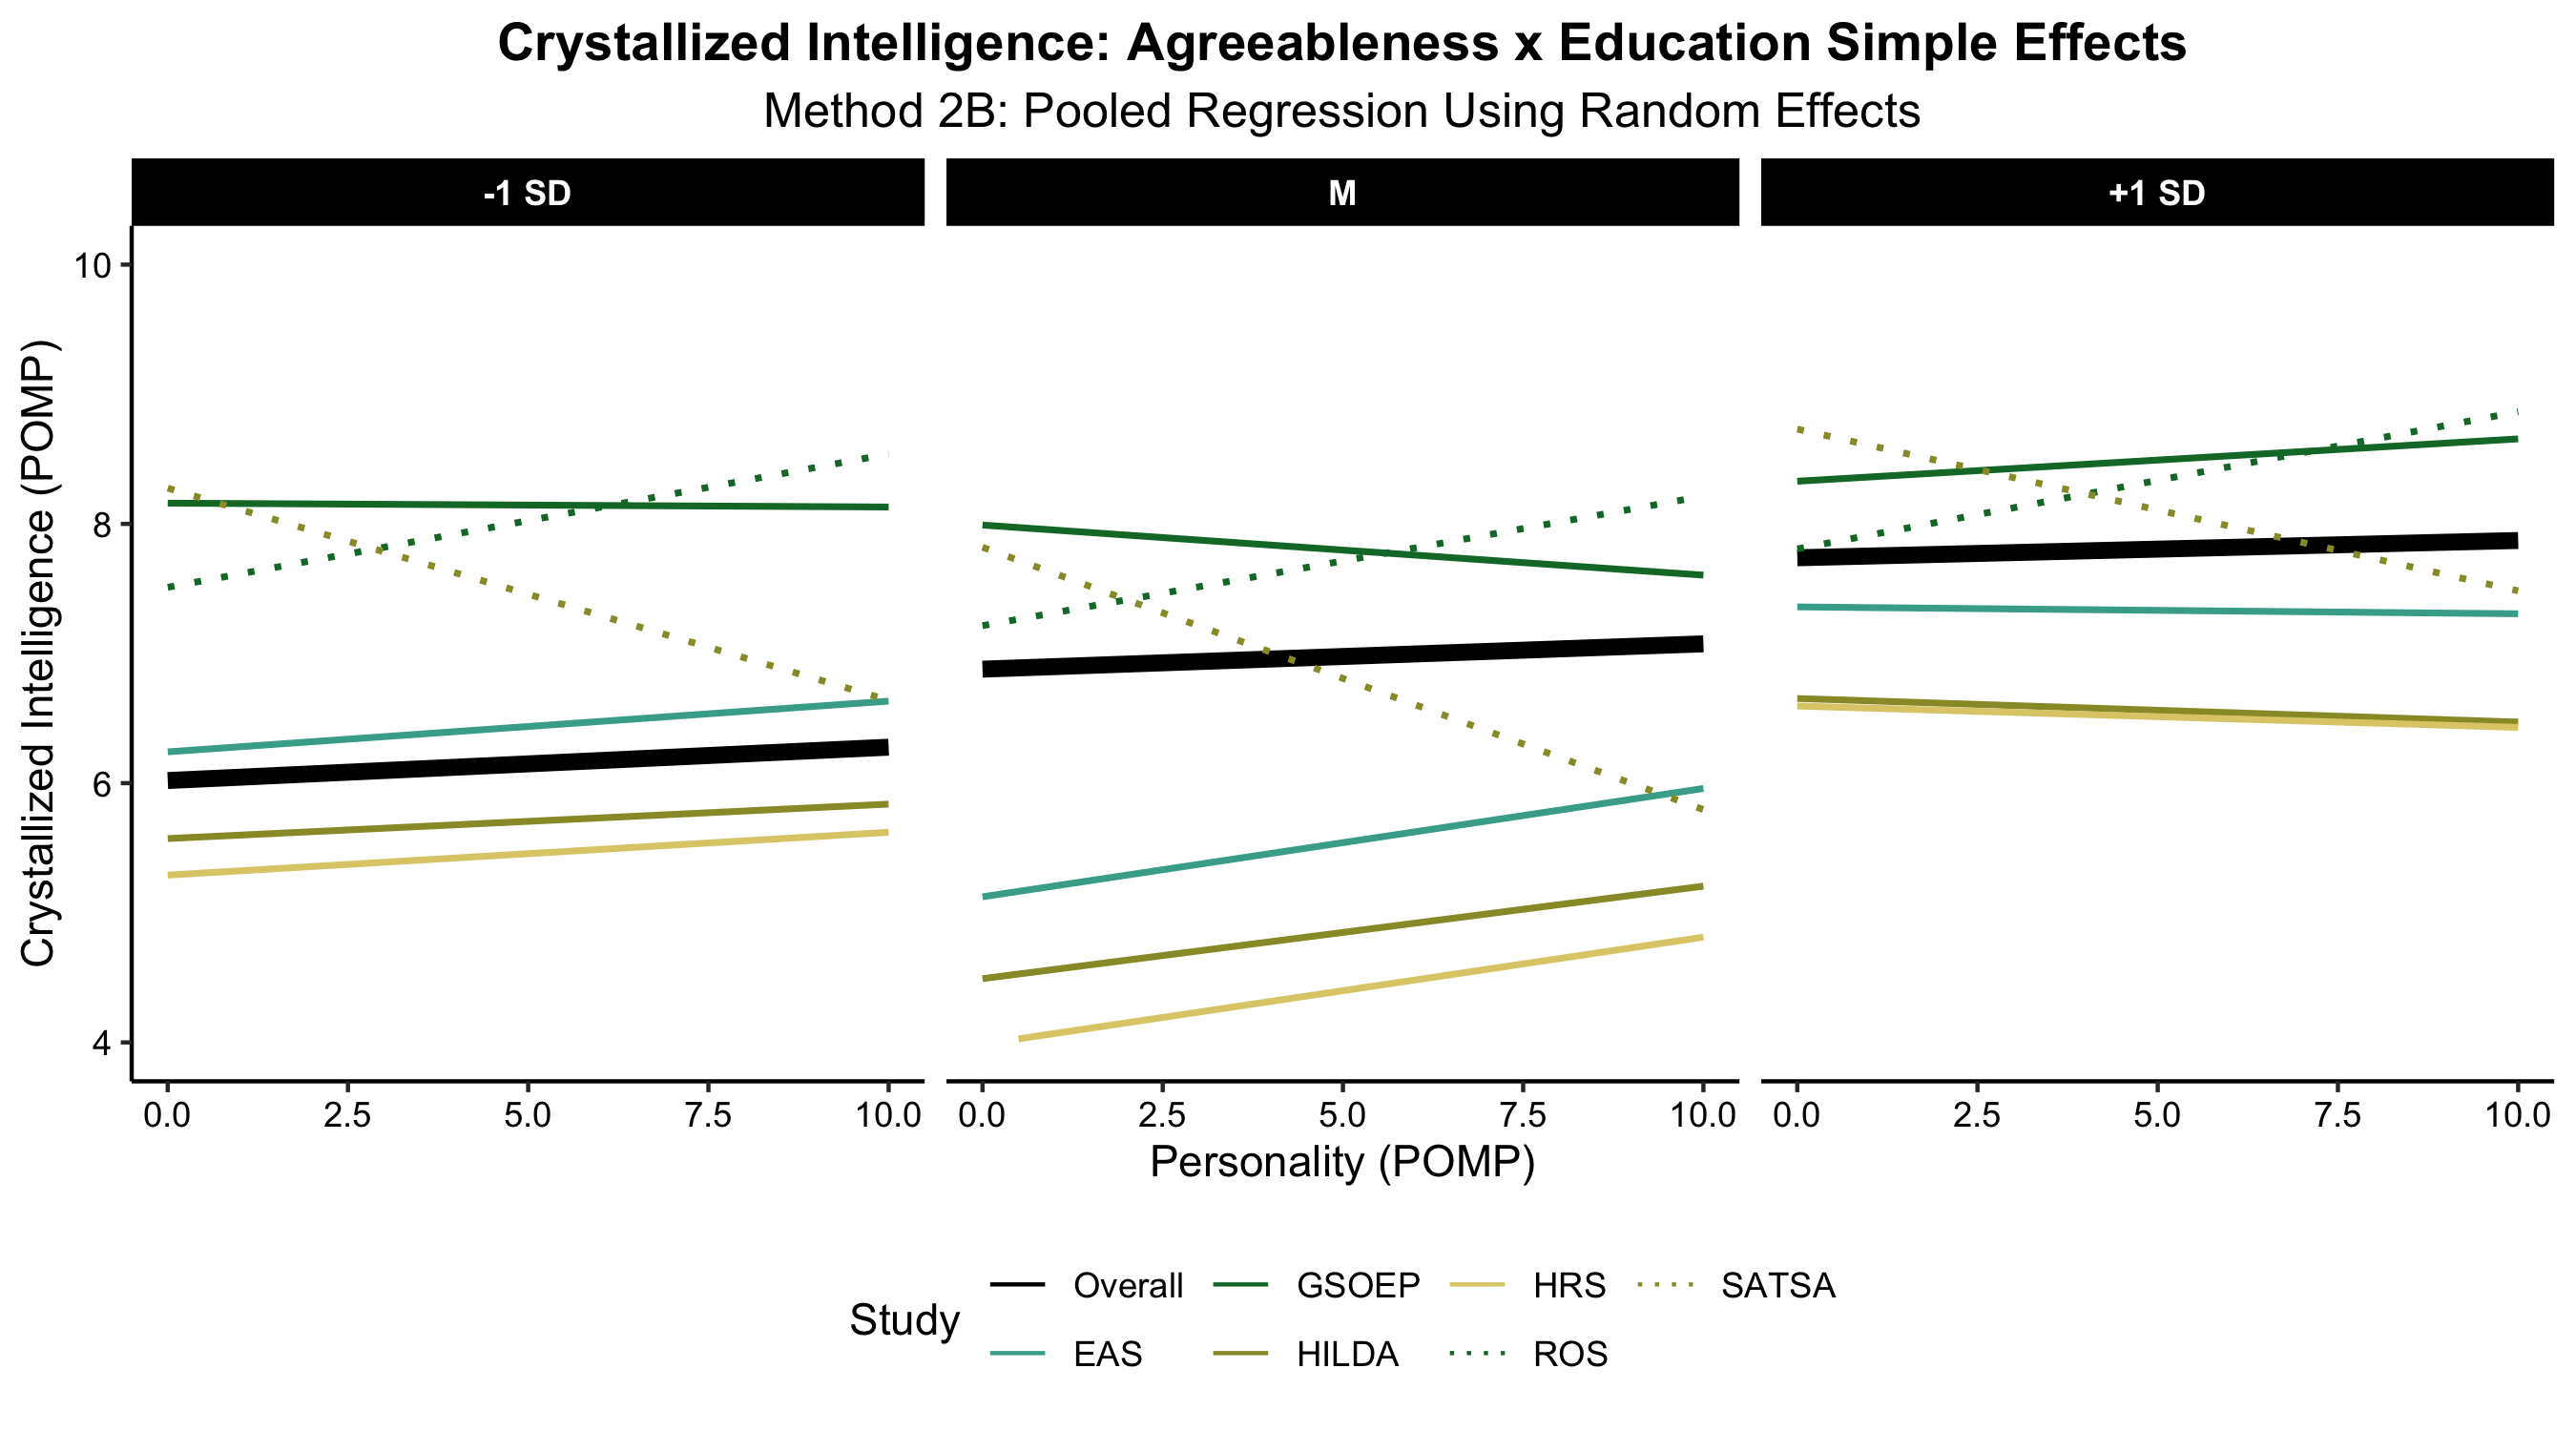 Crystallized Intelligence: Agreeableness x Education Simple Effects
Method 2B: Pooled Regression Using Random Effects
-1 SD
M
+1 SD
Crystallized Intelligence (POMP)
10
8
6
4
0.0 2.5 5.0 7.5 10.0
0.0 2.5 5.0 7.5 10.0
0.0 2.5 5.0 7.5 10.0
Personality (POMP)
Study
Overall GSOEP HRS SATSA
EAS HILDA ROS